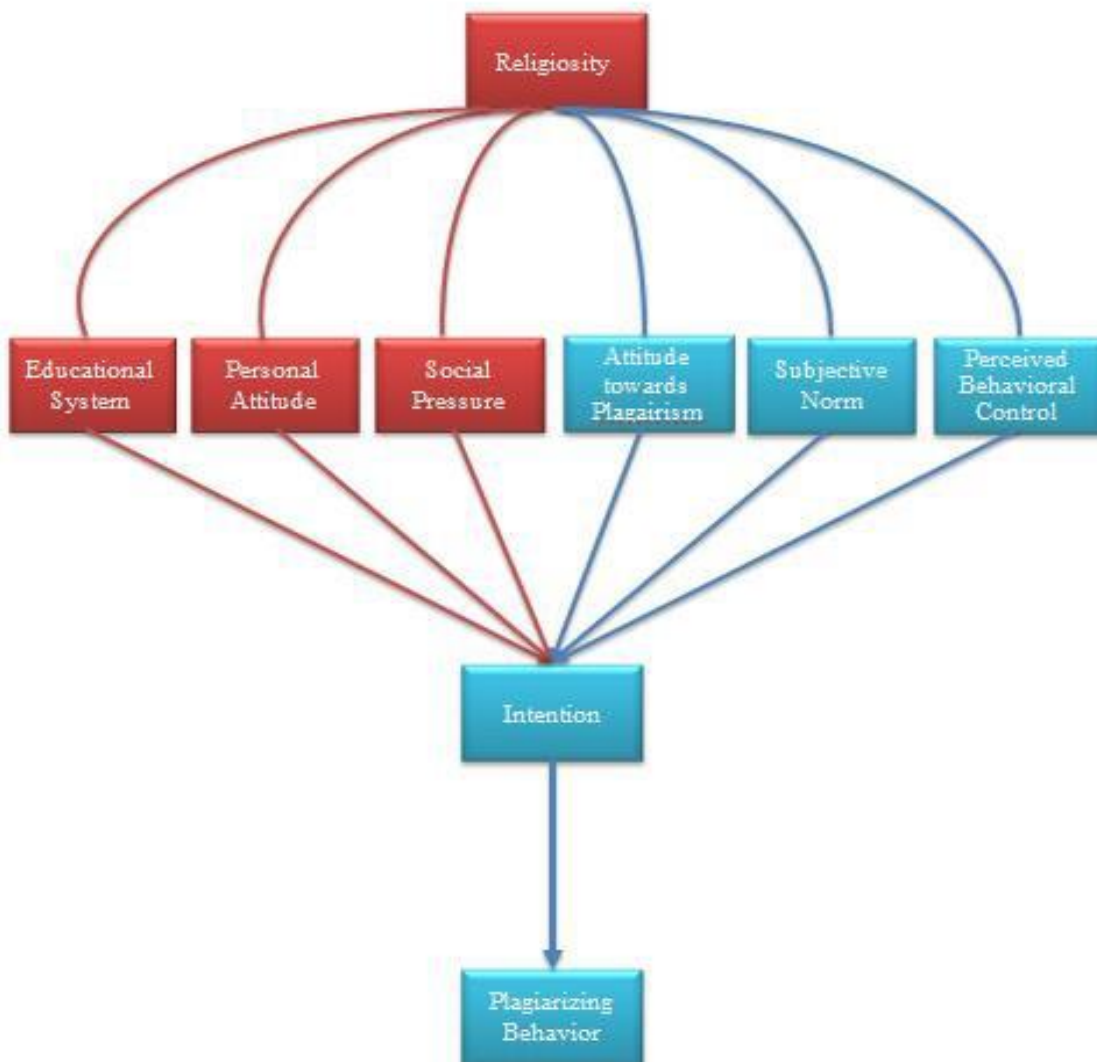 Religiosity
Educational
System
Personal
Attitude
Social
Pressure
Attitude
towards
Plagairism
Subjective
Norm
Perceived
Behavioral
Control
Intention
Plagiarizing
Behavior